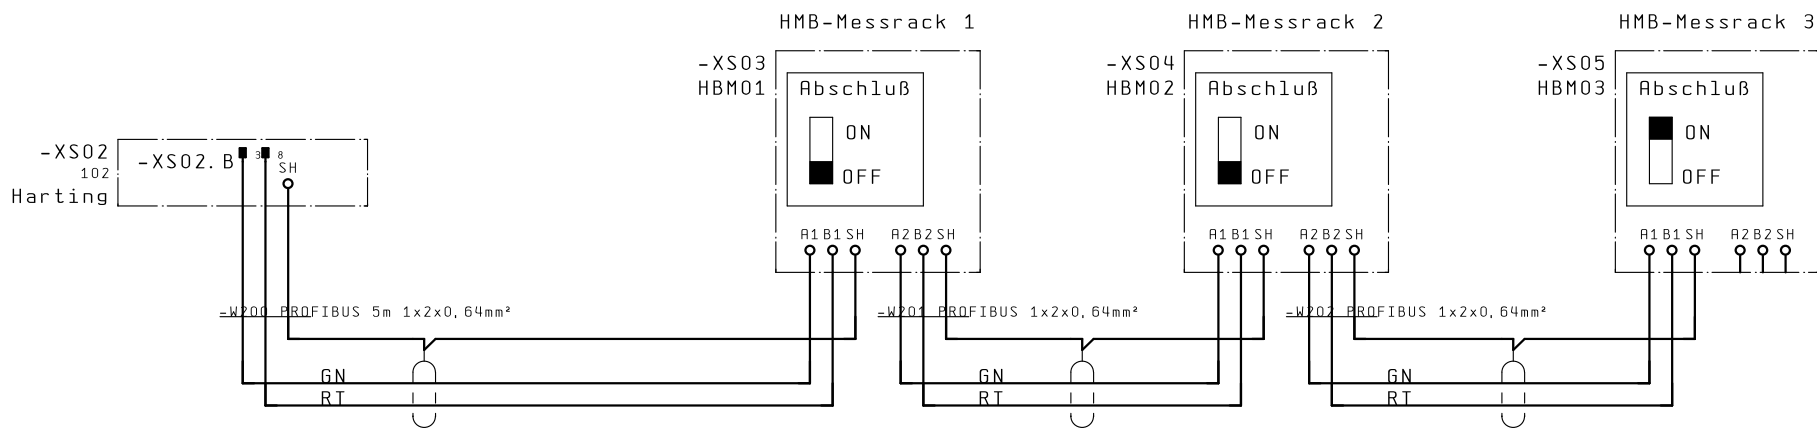 HMB-Messrack 1
HMB-Messrack 2
HMB-Messrack 3
-XS03
HBM01
Abschluß
ON
OFF
-XS04
HBM02
Abschluß
ON
OFF
-XS05
HBM03
Abschluß
ON
OFF
-XS02
102
Harting
-XS02.B
3
8
SH
A1 B1 SH A2 B2 SH
A1 B1 SH A2 B2 SH
A1 B1 SH A2 B2 SH
-W200 PROFIBUS 5m 1x2x0,64mm²
-W201 PROFIBUS 1x2x0,64mm²
-W202 PROFIBUS 1x2x0,64mm²
GN
RT
GN
RT
GN
RT